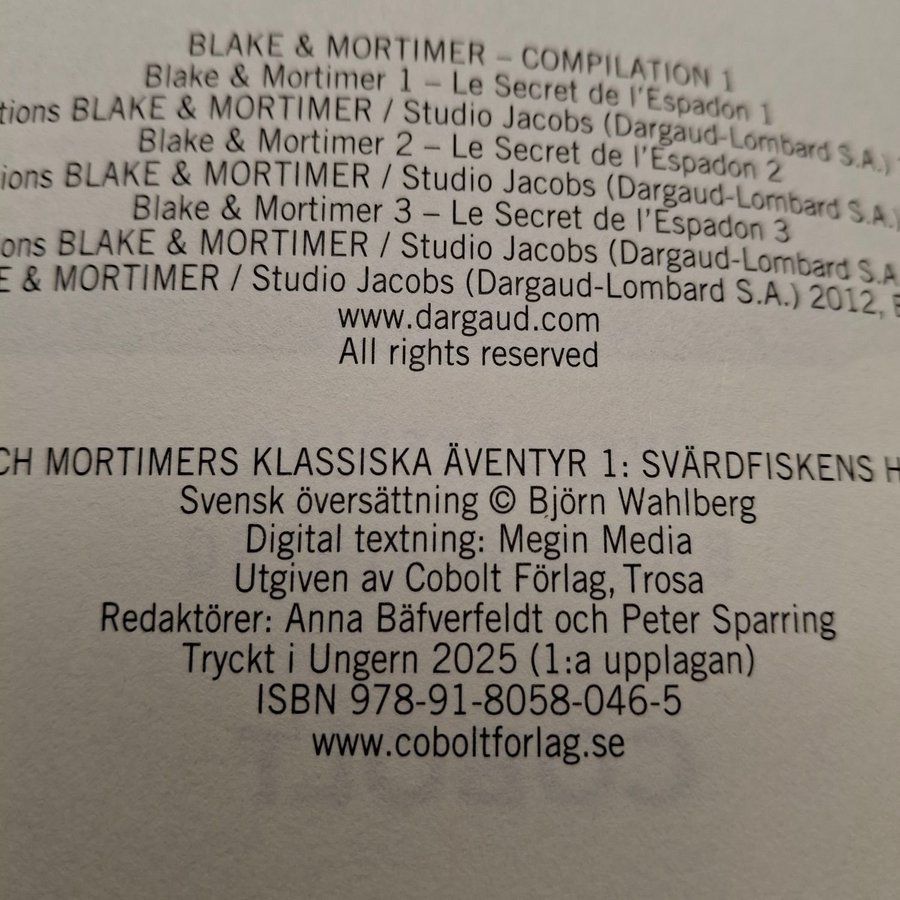 BLAKE & MORTIMER – COMPILATION 1
Blake & Mortimer 1 – Le Secret de l'Espadon 1
tions BLAKE & MORTIMER / Studio Jacobs (Dargaud-Lombard S.A.)
Blake & Mortimer 2 – Le Secret de l'Espadon 2
ions BLAKE & MORTIMER / Studio Jacobs (Dargaud-Lombard S.A.)
Blake & Mortimer 3 – Le Secret de l'Espadon 3
ons BLAKE & MORTIMER / Studio Jacobs (Dargaud-Lombard S.A.
E & MORTIMER / Studio Jacobs (Dargaud-Lombard S.A.) 2012,
www.dargaud.com
All rights reserved
CH MORTIMERS KLASSISKA ÄVENTYR 1: SVÄRDFISKENS H
Svensk översättning © Björn Wahlberg
Digital textning: Megin Media
Utgiven av Cobolt Förlag, Trosa
Redaktörer: Anna Bäfverfeldt och Peter Sparring
Tryckt i Ungern 2025 (1:a upplagan)
ISBN 978-91-8058-046-5
www.coboltforlag.se